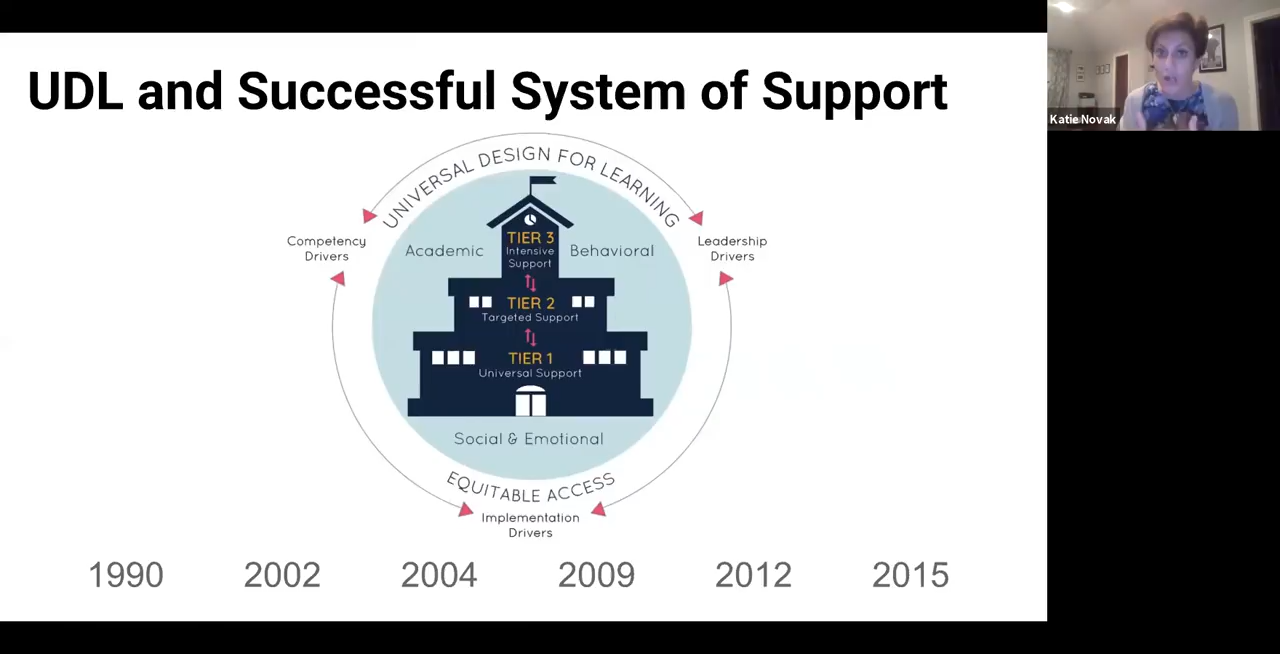 UDL and Successful System of Support
Katie Novak
UNIVERSAL DESIGN FOR LEARNING
Competency
Drivers
Academic
TIER 3
Intensive
Support
Behavioral
Leadership
Drivers
TIER 2
Targeted Support
TIER 1
Universal Support
Social & Emotional
EQUITABLE ACCESS
Implementation
Drivers
1990 2002 2004 2009 2012 2015